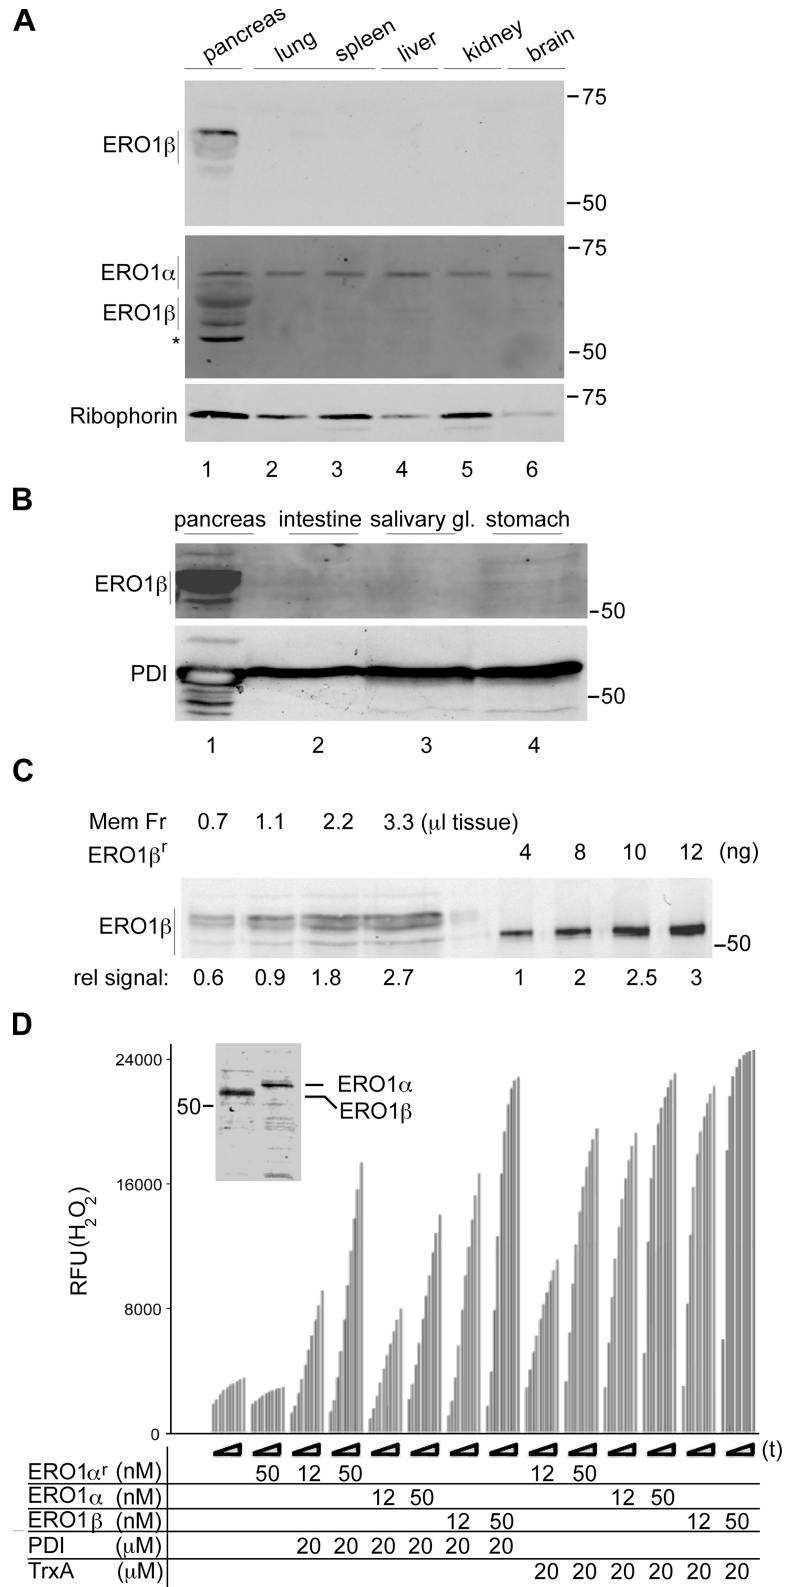 A
pancreas lung spleen liver kidney brain
ERO1β
75
50
75
ERO1α
ERO1β
*
50
75
Ribophorin
1 2 3 4 5 6
B
pancreas intestine salivary gl. stomach
ERO1β
50
PDI
50
1 2 3 4
C
Mem Fr 0.7 1.1 2.2 3.3 (μl tissue)
ERO1βr 4 8 10 12 (ng)
ERO1β
50
rel signal: 0.6 0.9 1.8 2.7 1 2 2.5 3
D
24000
16000
8000
0
RFU (H2O2)
50
ERO1α
ERO1β
(t)
ERO1αr (nM) 50 12 50 12 50
ERO1α (nM) 12 50 12 50
ERO1β (nM) 12 50 12 50
PDI (μM) 20 20 20 20 20 20
TrxA (μM) 20 20 20 20 20 20